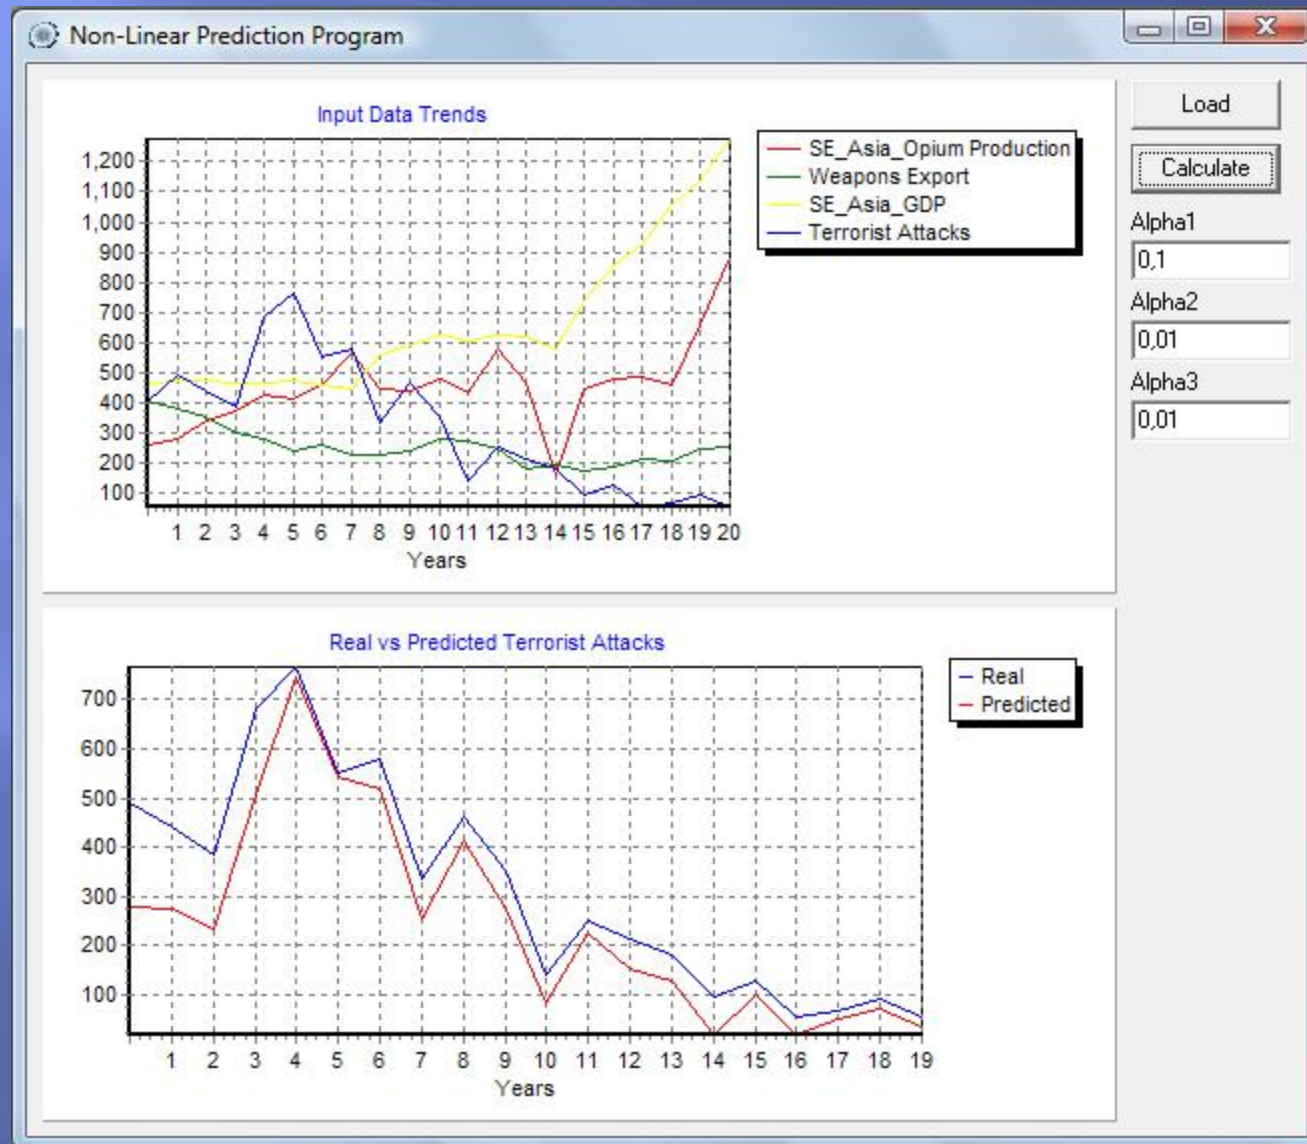 Non-Linear Prediction Program
Input Data Trends
1,200
1,100
1,000
900
800
700
600
500
400
300
200
100
1 2 3 4 5 6 7 8 9 10 11 12 13 14 15 16 17 18 19 20
Years
SE_Asia_Opium Production
Weapons Export
SE_Asia_GDP
Terrorist Attacks
Load
Calculate
Alpha1
0,1
Alpha2
0,01
Alpha3
0,01
Real vs Predicted Terrorist Attacks
700
600
500
400
300
200
100
1 2 3 4 5 6 7 8 9 10 11 12 13 14 15 16 17 18 19
Years
Real
Predicted